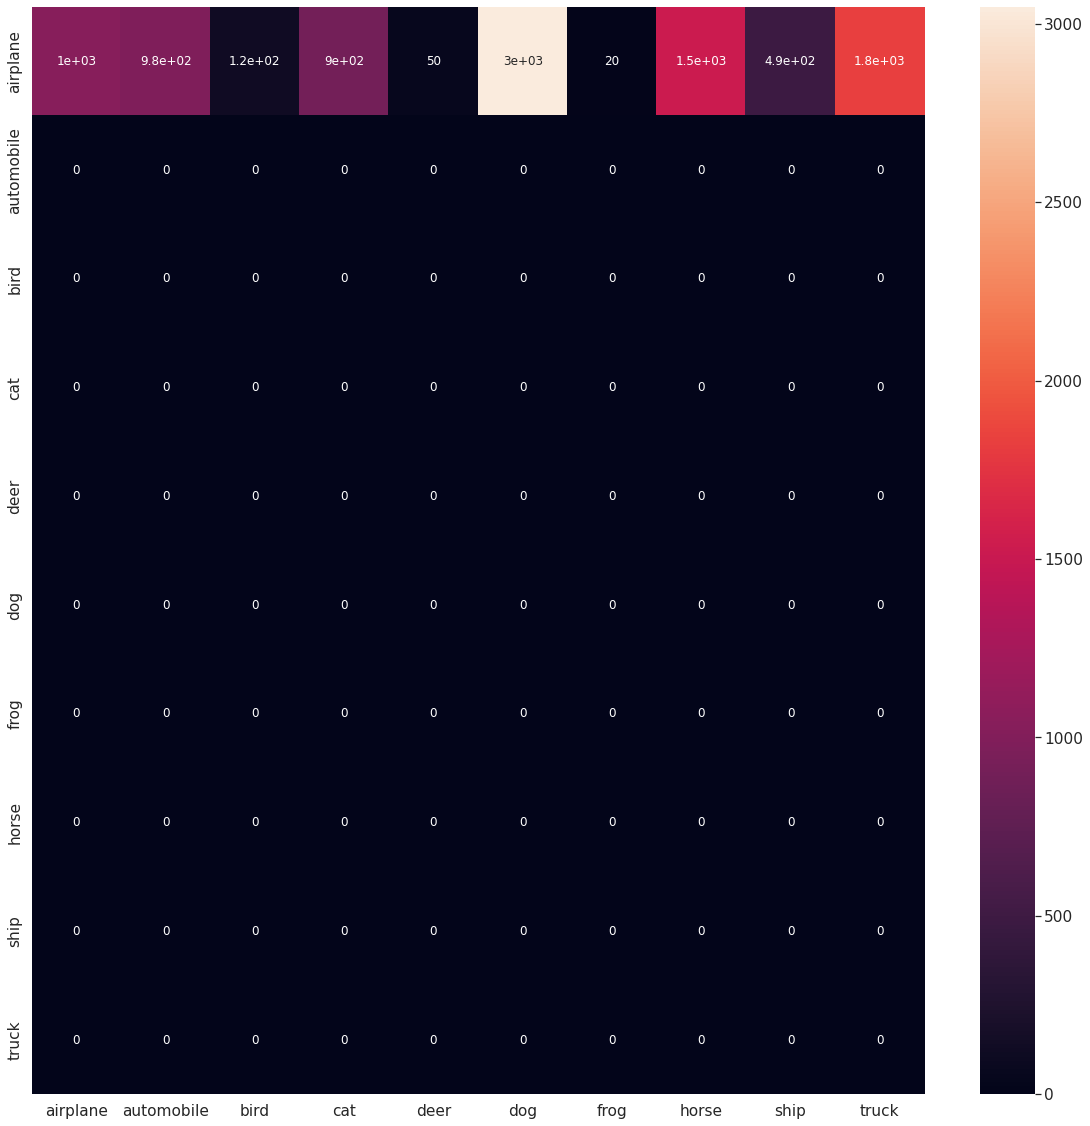 airplane 1e+03 9.8e+02 1.2e+02 9e+02 50 3e+03 20 1.5e+03 4.9e+02 1.8e+03
automobile 0 0 0 0 0 0 0 0 0 0
bird 0 0 0 0 0 0 0 0 0 0
cat 0 0 0 0 0 0 0 0 0 0
deer 0 0 0 0 0 0 0 0 0 0
dog 0 0 0 0 0 0 0 0 0 0
frog 0 0 0 0 0 0 0 0 0 0
horse 0 0 0 0 0 0 0 0 0 0
ship 0 0 0 0 0 0 0 0 0 0
truck 0 0 0 0 0 0 0 0 0 0
airplane automobile bird cat deer dog frog horse ship truck
3000
2500
2000
1500
1000
500
0